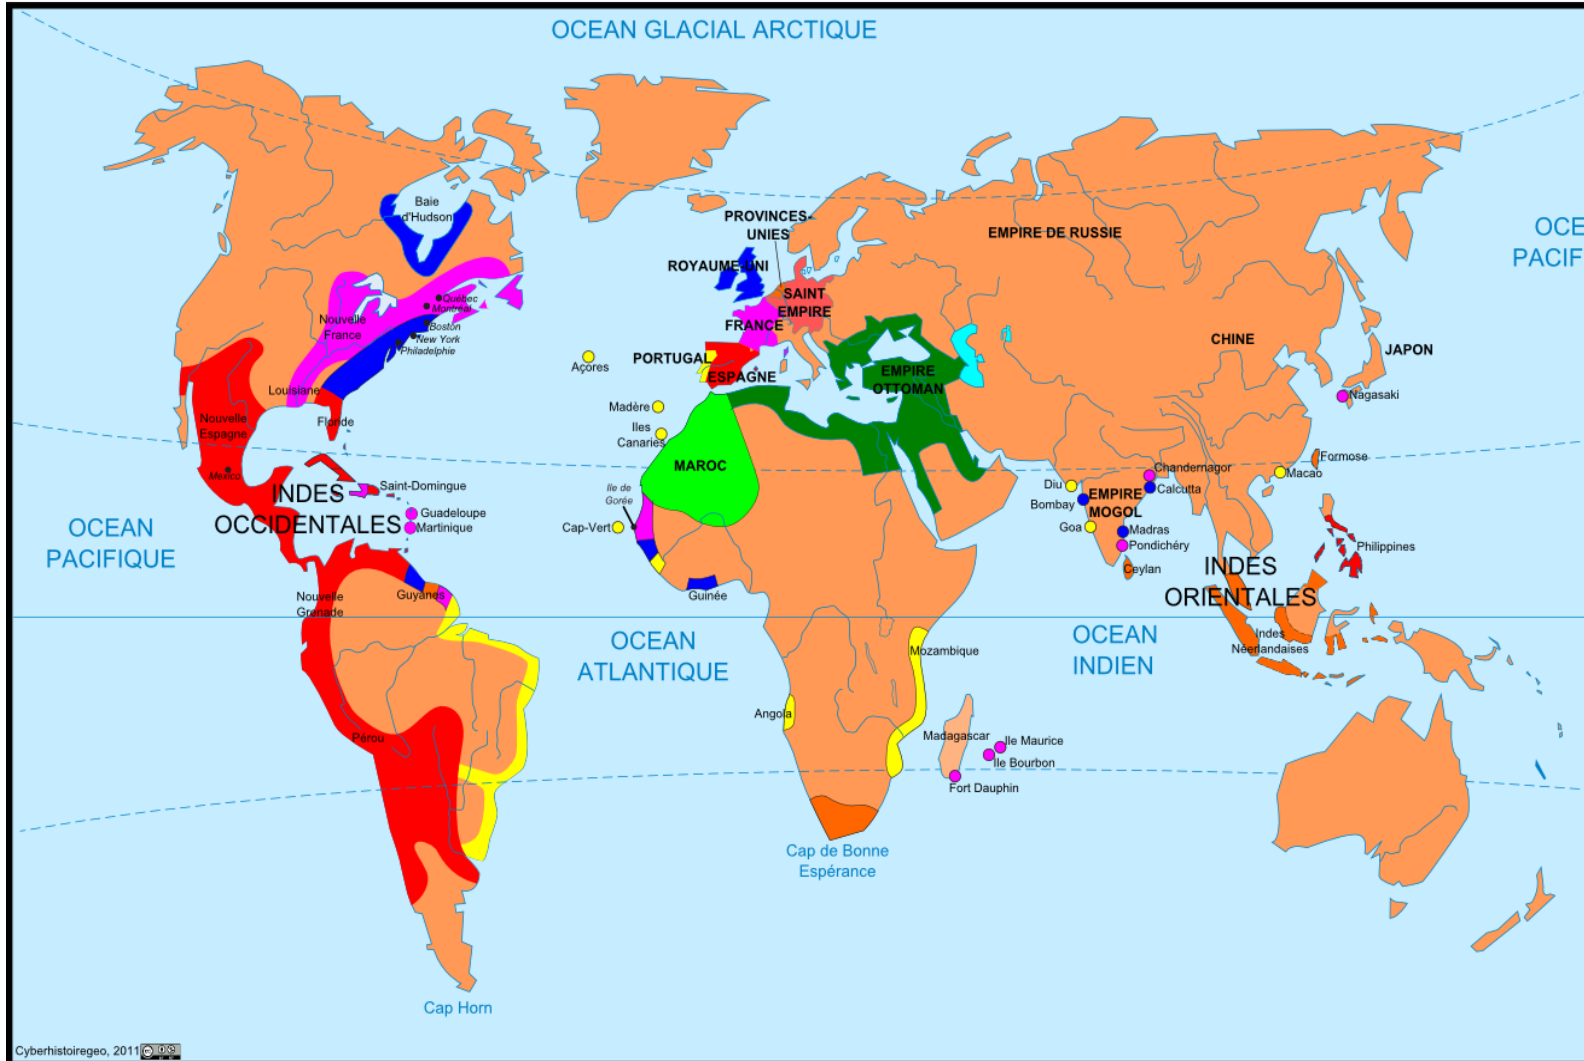 OCEAN GLACIAL ARCTIQUE
OCE
PACIF
Baie
d'Hudson
PROVINCES-
UNIES
EMPIRE DE RUSSIE
ROYAUME-UNI
SAINT
EMPIRE
Québec
Montréal
Nouvelle
France
Boston
New York
Philadelphie
FRANCE
CHINE
JAPON
PORTUGAL
Açores
ESPAGNE
EMPIRE
OTTOMAN
Louisiane
Nagasaki
Madère
Nouvelle
Espagne
Floride
Iles
Canaries
MAROC
Mexico
Formose
Chandernagor
Macao
Diu
Calcutta
EMPIRE
MOGOL
Bombay
Saint-Domingue
INDES
OCCIDENTALES
Ile de
Gorée
Guadeloupe
Martinique
Cap-Vert
Goa
Madras
Pondichéry
Philippines
OCEAN
PACIFIQUE
Ceylan
INDES
ORIENTALES
Nouvelle
Grenade
Guyanes
Guinée
OCEAN
ATLANTIQUE
OCEAN
INDIEN
Indes
Néerlandaises
Mozambique
Angola
Pérou
Madagascar
Ile Maurice
Ile Bourbon
Fort Dauphin
Cap de Bonne
Espérance
Cap Horn
Cyberhistoiregeo, 2011